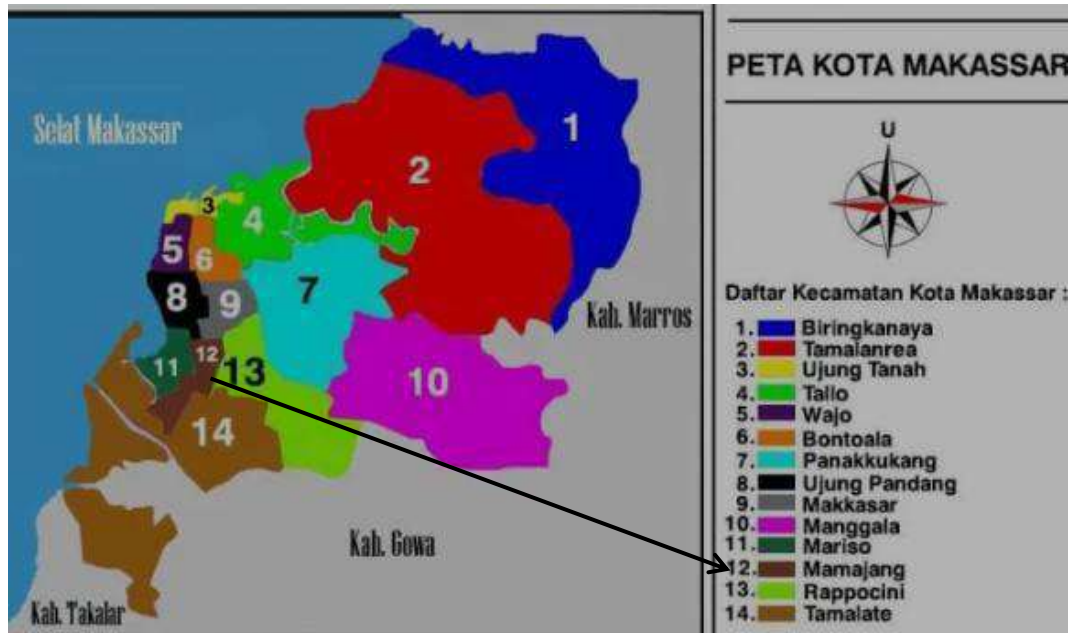 Selat Makassar
1
2
3
4
5
6
7
8
9
10
11
12
13
14
Kab. Marros
Kab. Gowa
Kab. Takalar
PETA KOTA MAKASSAR
U
Daftar Kecamatan Kota Makassar :
1. Biringkanaya
2. Tamalanrea
3. Ujung Tanah
4. Tallo
5. Wajo
6. Bontoala
7. Panakkukang
8. Ujung Pandang
9. Makkasar
10. Manggala
11. Mariso
12. Mamajang
13. Rappocini
14. Tamalate